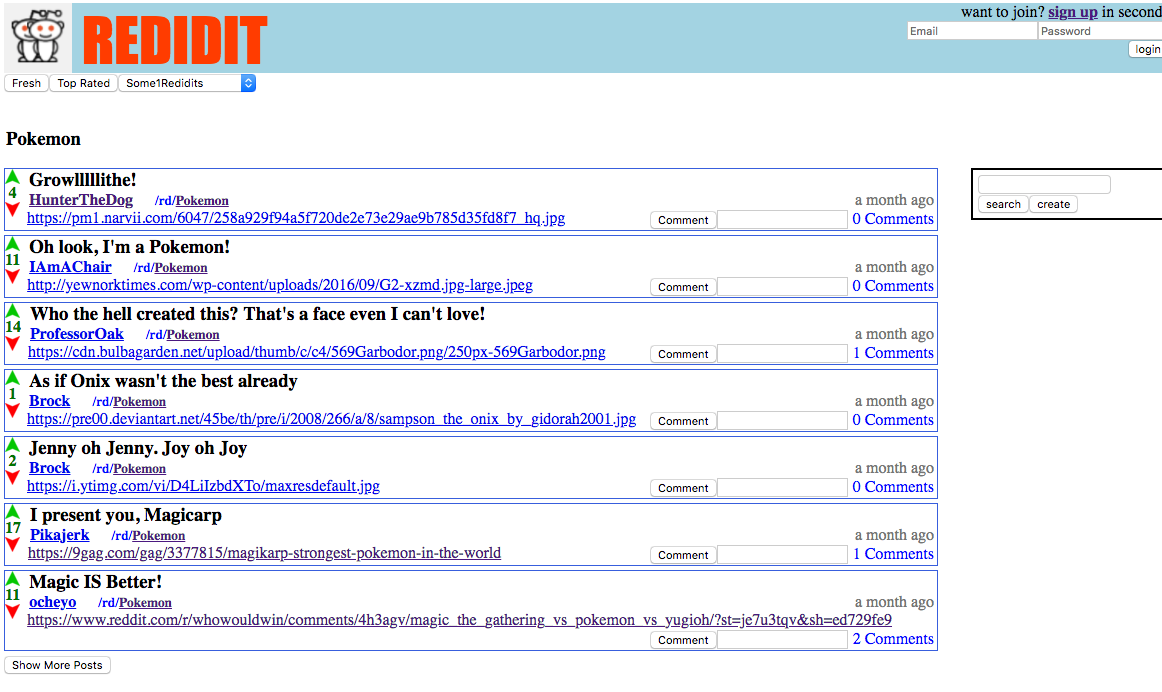 REDIDIT
want to join? sign up in second
Email Password
login
Fresh Top Rated Some1Redidits
Pokemon
4 Growlllllithe!
HunterTheDog /rd/Pokemon a month ago
https://pm1.narvii.com/6047/258a929f94a5f720de2e73e29ae9b785d35fd8f7_hq.jpg Comment 0 Comments
search create
11 Oh look, I'm a Pokemon!
IAmAChair /rd/Pokemon a month ago
http://yewnorktimes.com/wp-content/uploads/2016/09/G2-xzmd.jpg-large.jpeg Comment 0 Comments
14 Who the hell created this? That's a face even I can't love!
ProfessorOak /rd/Pokemon a month ago
https://cdn.bulbagarden.net/upload/thumb/c/c4/569Garbodor.png/250px-569Garbodor.png Comment 1 Comments
1 As if Onix wasn't the best already
Brock /rd/Pokemon a month ago
https://pre00.deviantart.net/45be/th/pre/i/2008/266/a/8/sampson_the_onix_by_gidorah2001.jpg Comment 0 Comments
2 Jenny oh Jenny. Joy oh Joy
Brock /rd/Pokemon a month ago
https://i.ytimg.com/vi/D4LiIzbdXTo/maxresdefault.jpg Comment 0 Comments
17 I present you, Magicarp
Pikajerk /rd/Pokemon a month ago
https://9gag.com/gag/3377815/magikarp-strongest-pokemon-in-the-world Comment 1 Comments
11 Magic IS Better!
ocheyo /rd/Pokemon a month ago
https://www.reddit.com/r/whowouldwin/comments/4h3agv/magic_the_gathering_vs_pokemon_vs_yugioh/?st=je7u3tqv&sh=ed729fe9
Comment 2 Comments
Show More Posts